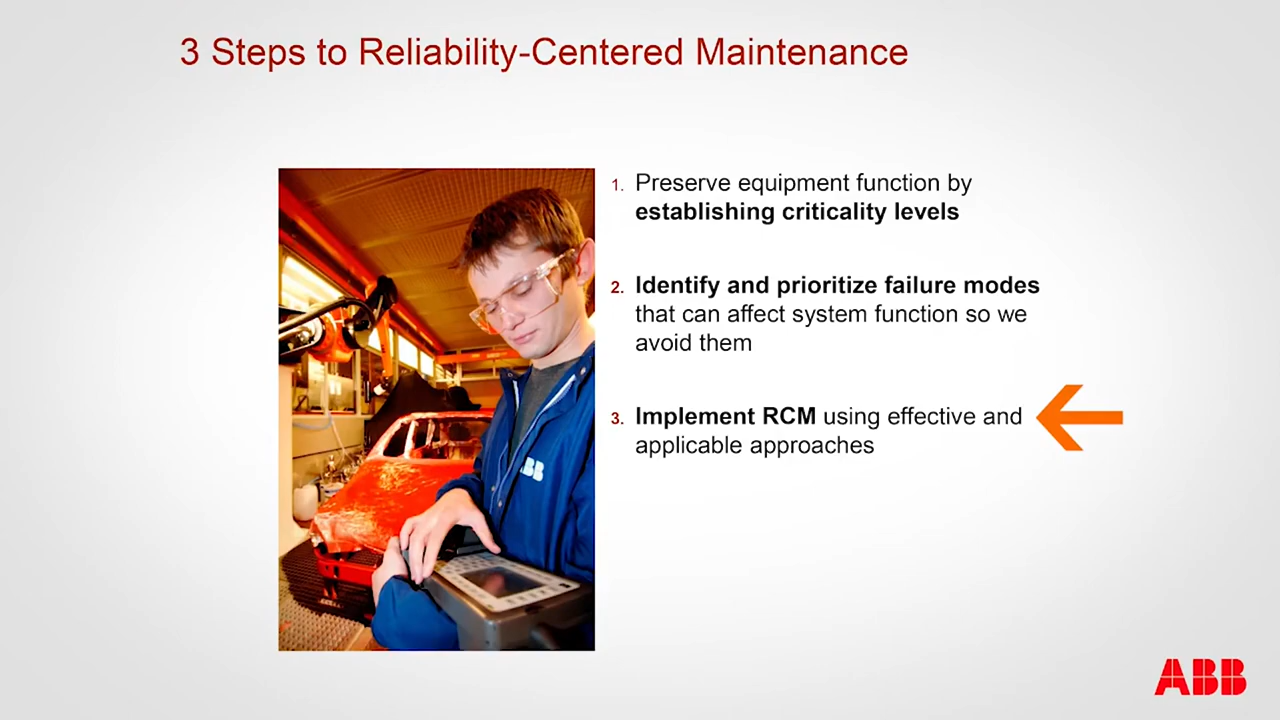 3 Steps to Reliability-Centered Maintenance
1. Preserve equipment function by
establishing criticality levels
2. Identify and prioritize failure modes
that can affect system function so we
avoid them
3. Implement RCM using effective and
applicable approaches
ABB
ABB